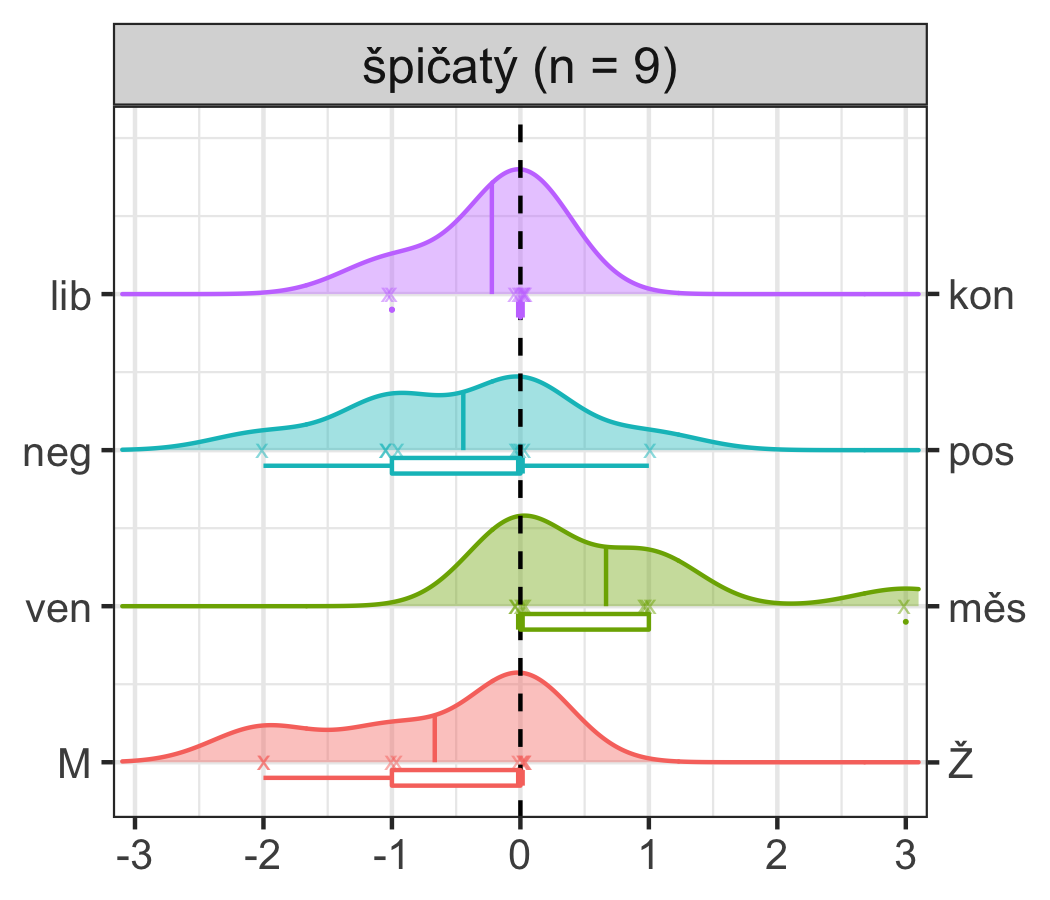 špičatý (n = 9)
lib kon
neg pos
ven měs
M Ž
-3 -2 -1 0 1 2 3